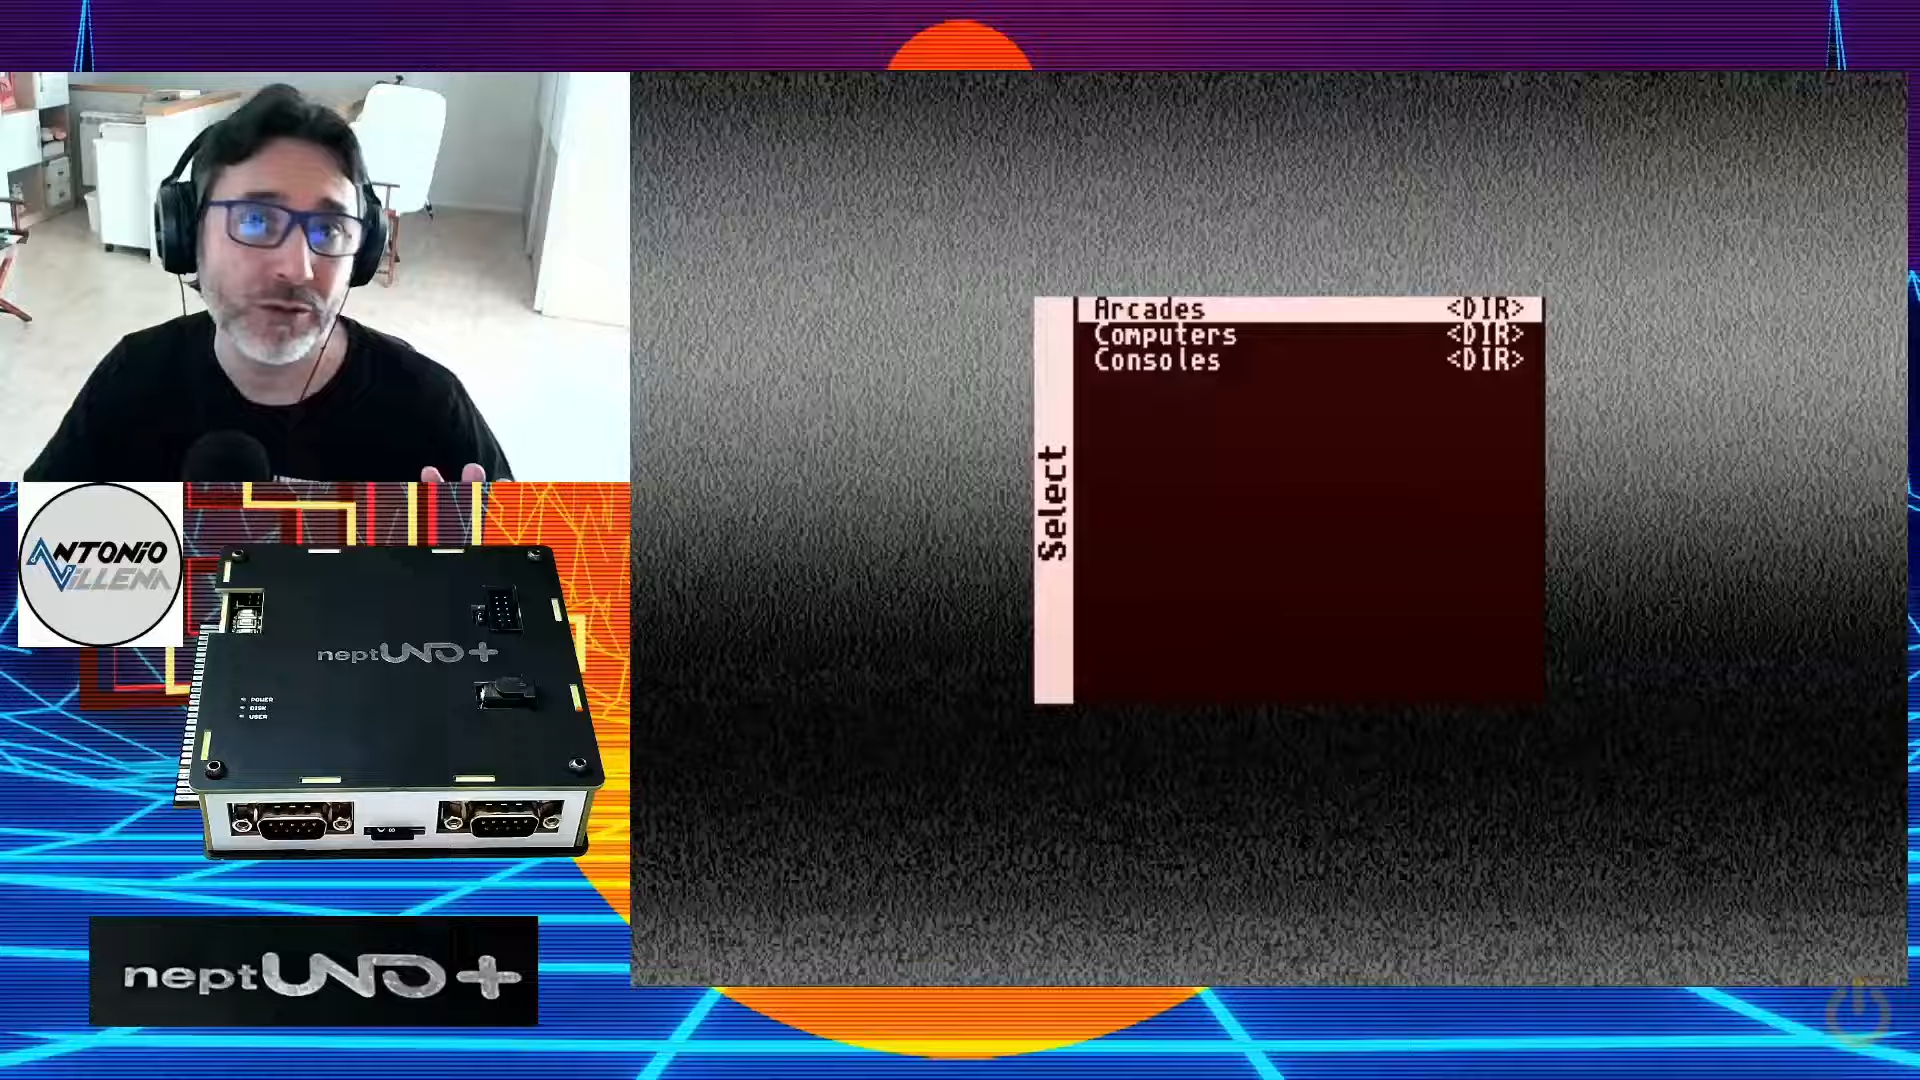 Arcades <DIR>
Computers <DIR>
Consoles <DIR>
Select
ANTONiO
ViLLENA
neptUNO+
POWER
DISK
USER
neptUNO+